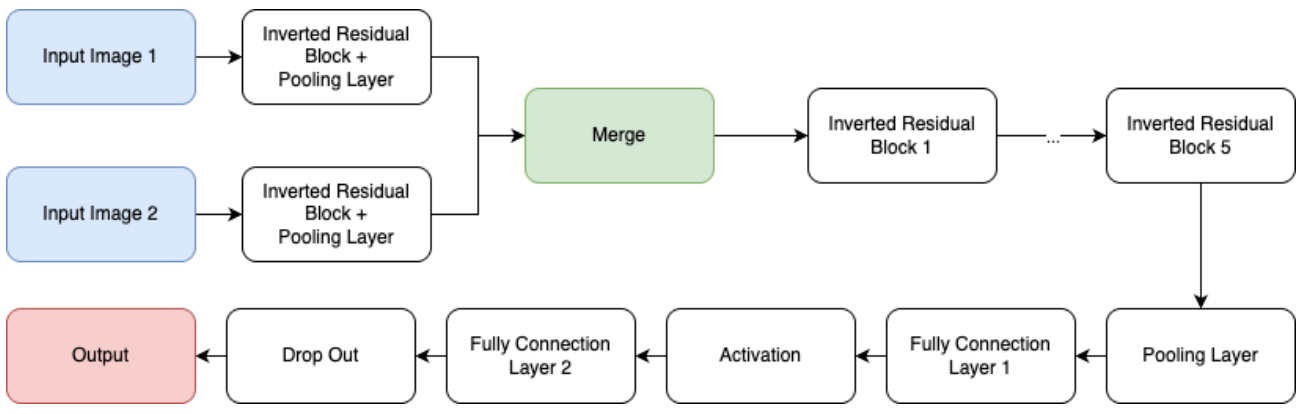 Input Image 1
Inverted Residual
Block +
Pooling Layer
Input Image 2
Inverted Residual
Block +
Pooling Layer
Merge
Inverted Residual
Block 1
...
Inverted Residual
Block 5
Pooling Layer
Fully Connection
Layer 1
Activation
Fully Connection
Layer 2
Drop Out
Output